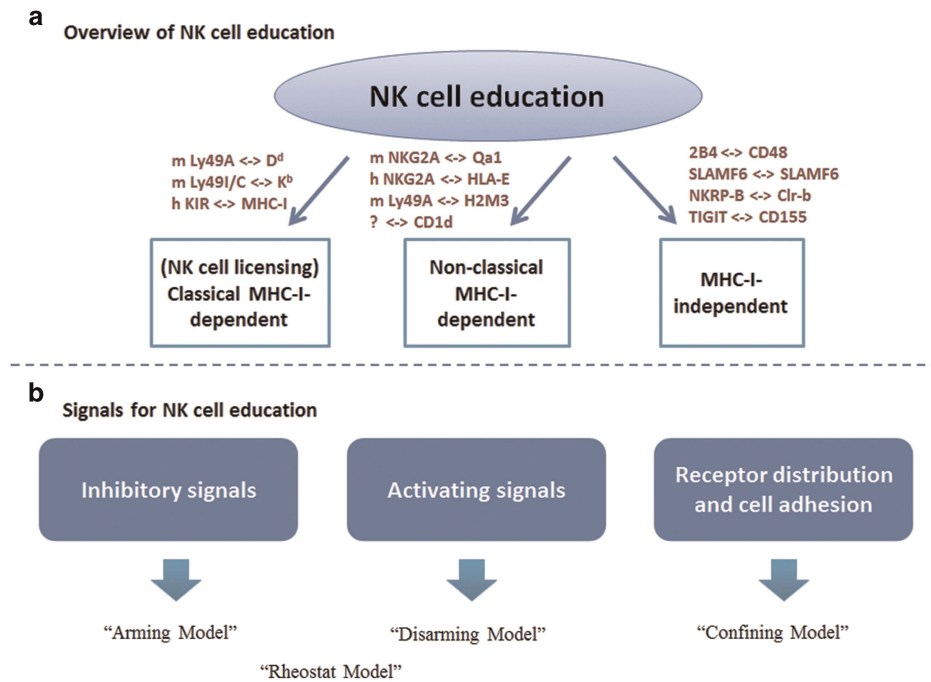 a
Overview of NK cell education
NK cell education
m Ly49A <-> Dᵈ
m Ly49I/C <-> Kᵇ
h KIR <-> MHC-I
m NKG2A <-> Qa1
h NKG2A <-> HLA-E
m Ly49A <-> H2M3
? <-> CD1d
2B4 <-> CD48
SLAMF6 <-> SLAMF6
NKRP-B <-> Clr-b
TIGIT <-> CD155
(NK cell licensing)
Classical MHC-I-
dependent
Non-classical
MHC-I-
dependent
MHC-I-
independent
b
Signals for NK cell education
Inhibitory signals
Activating signals
Receptor distribution
and cell adhesion
“Arming Model”
“Disarming Model”
“Confining Model”
“Rheostat Model”